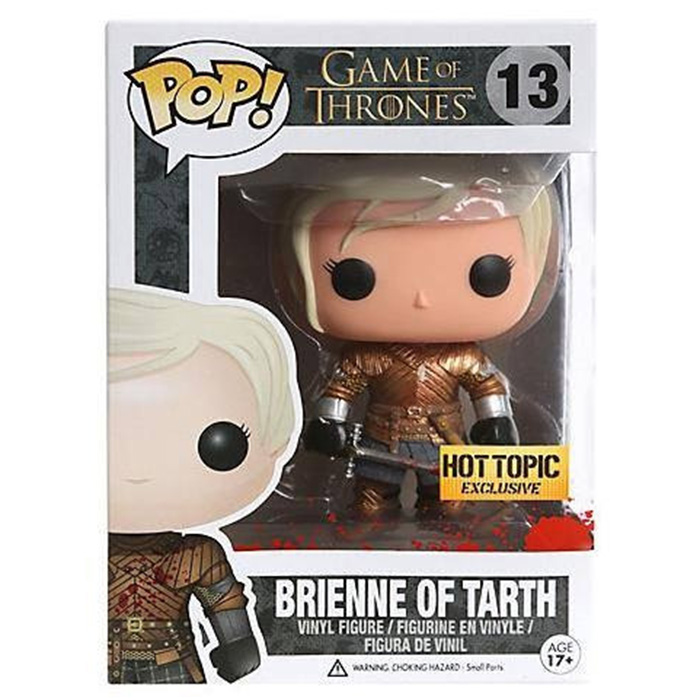 POP!
GAME OF
THRONES™
13
HOT TOPIC
EXCLUSIVE
BRIENNE OF TARTH
VINYL FIGURE / FIGURINE EN VINYLE /
FIGURA DE VINIL
AGE
17+
WARNING: CHOKING HAZARD - Small Parts